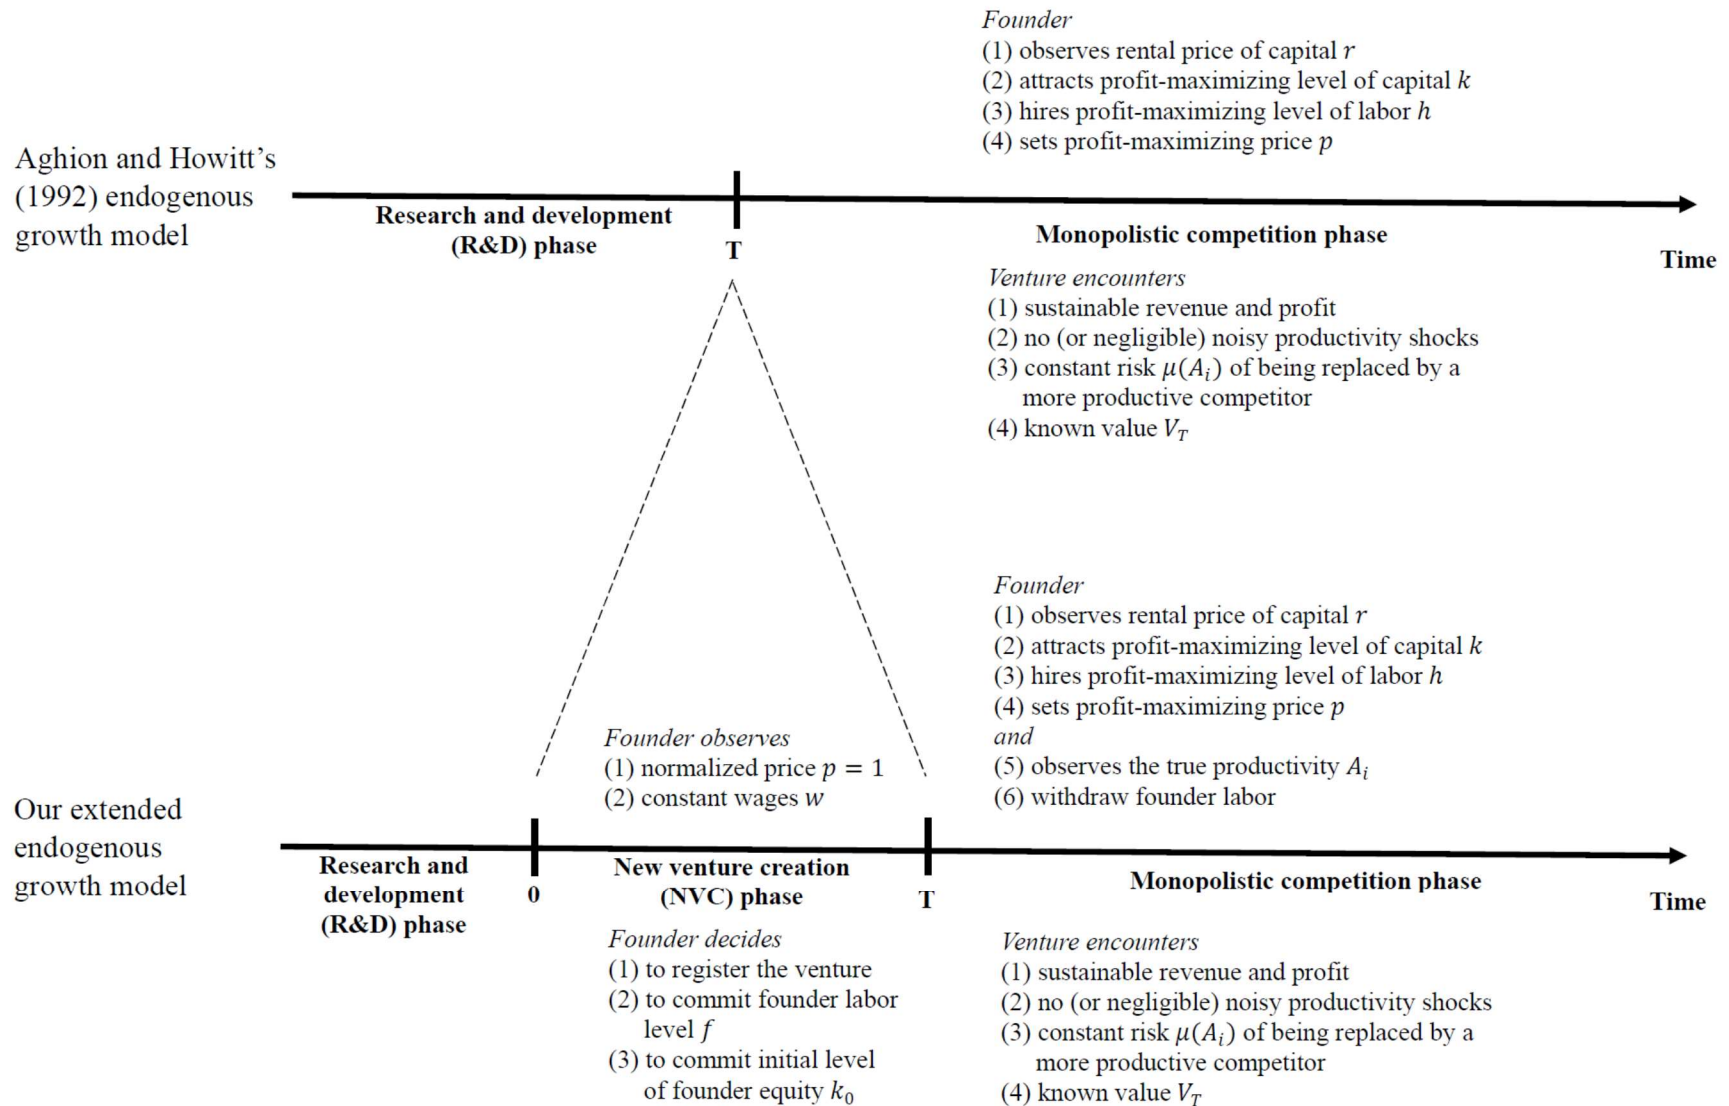 Founder
(1) observes rental price of capital r
(2) attracts profit-maximizing level of capital k
(3) hires profit-maximizing level of labor h
(4) sets profit-maximizing price p
Aghion and Howitt’s
(1992) endogenous
growth model
Research and development
(R&D) phase
T
Monopolistic competition phase
Time
Venture encounters
(1) sustainable revenue and profit
(2) no (or negligible) noisy productivity shocks
(3) constant risk μ(A_i) of being replaced by a
more productive competitor
(4) known value V_T
Founder
(1) observes rental price of capital r
(2) attracts profit-maximizing level of capital k
(3) hires profit-maximizing level of labor h
(4) sets profit-maximizing price p
and
(5) observes the true productivity A_i
(6) withdraw founder labor
Founder observes
(1) normalized price p = 1
(2) constant wages w
Our extended
endogenous
growth model
Research and
development
(R&D) phase
0
New venture creation
(NVC) phase
T
Monopolistic competition phase
Time
Founder decides
(1) to register the venture
(2) to commit founder labor
level f
(3) to commit initial level
of founder equity k_0
Venture encounters
(1) sustainable revenue and profit
(2) no (or negligible) noisy productivity shocks
(3) constant risk μ(A_i) of being replaced by a
more productive competitor
(4) known value V_T